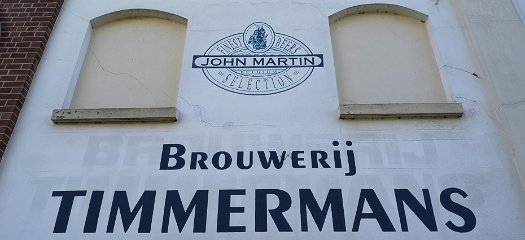 FINEST BEERS
JOHN MARTIN
SELECTION
BROUWERIJ
TIMMERMANS